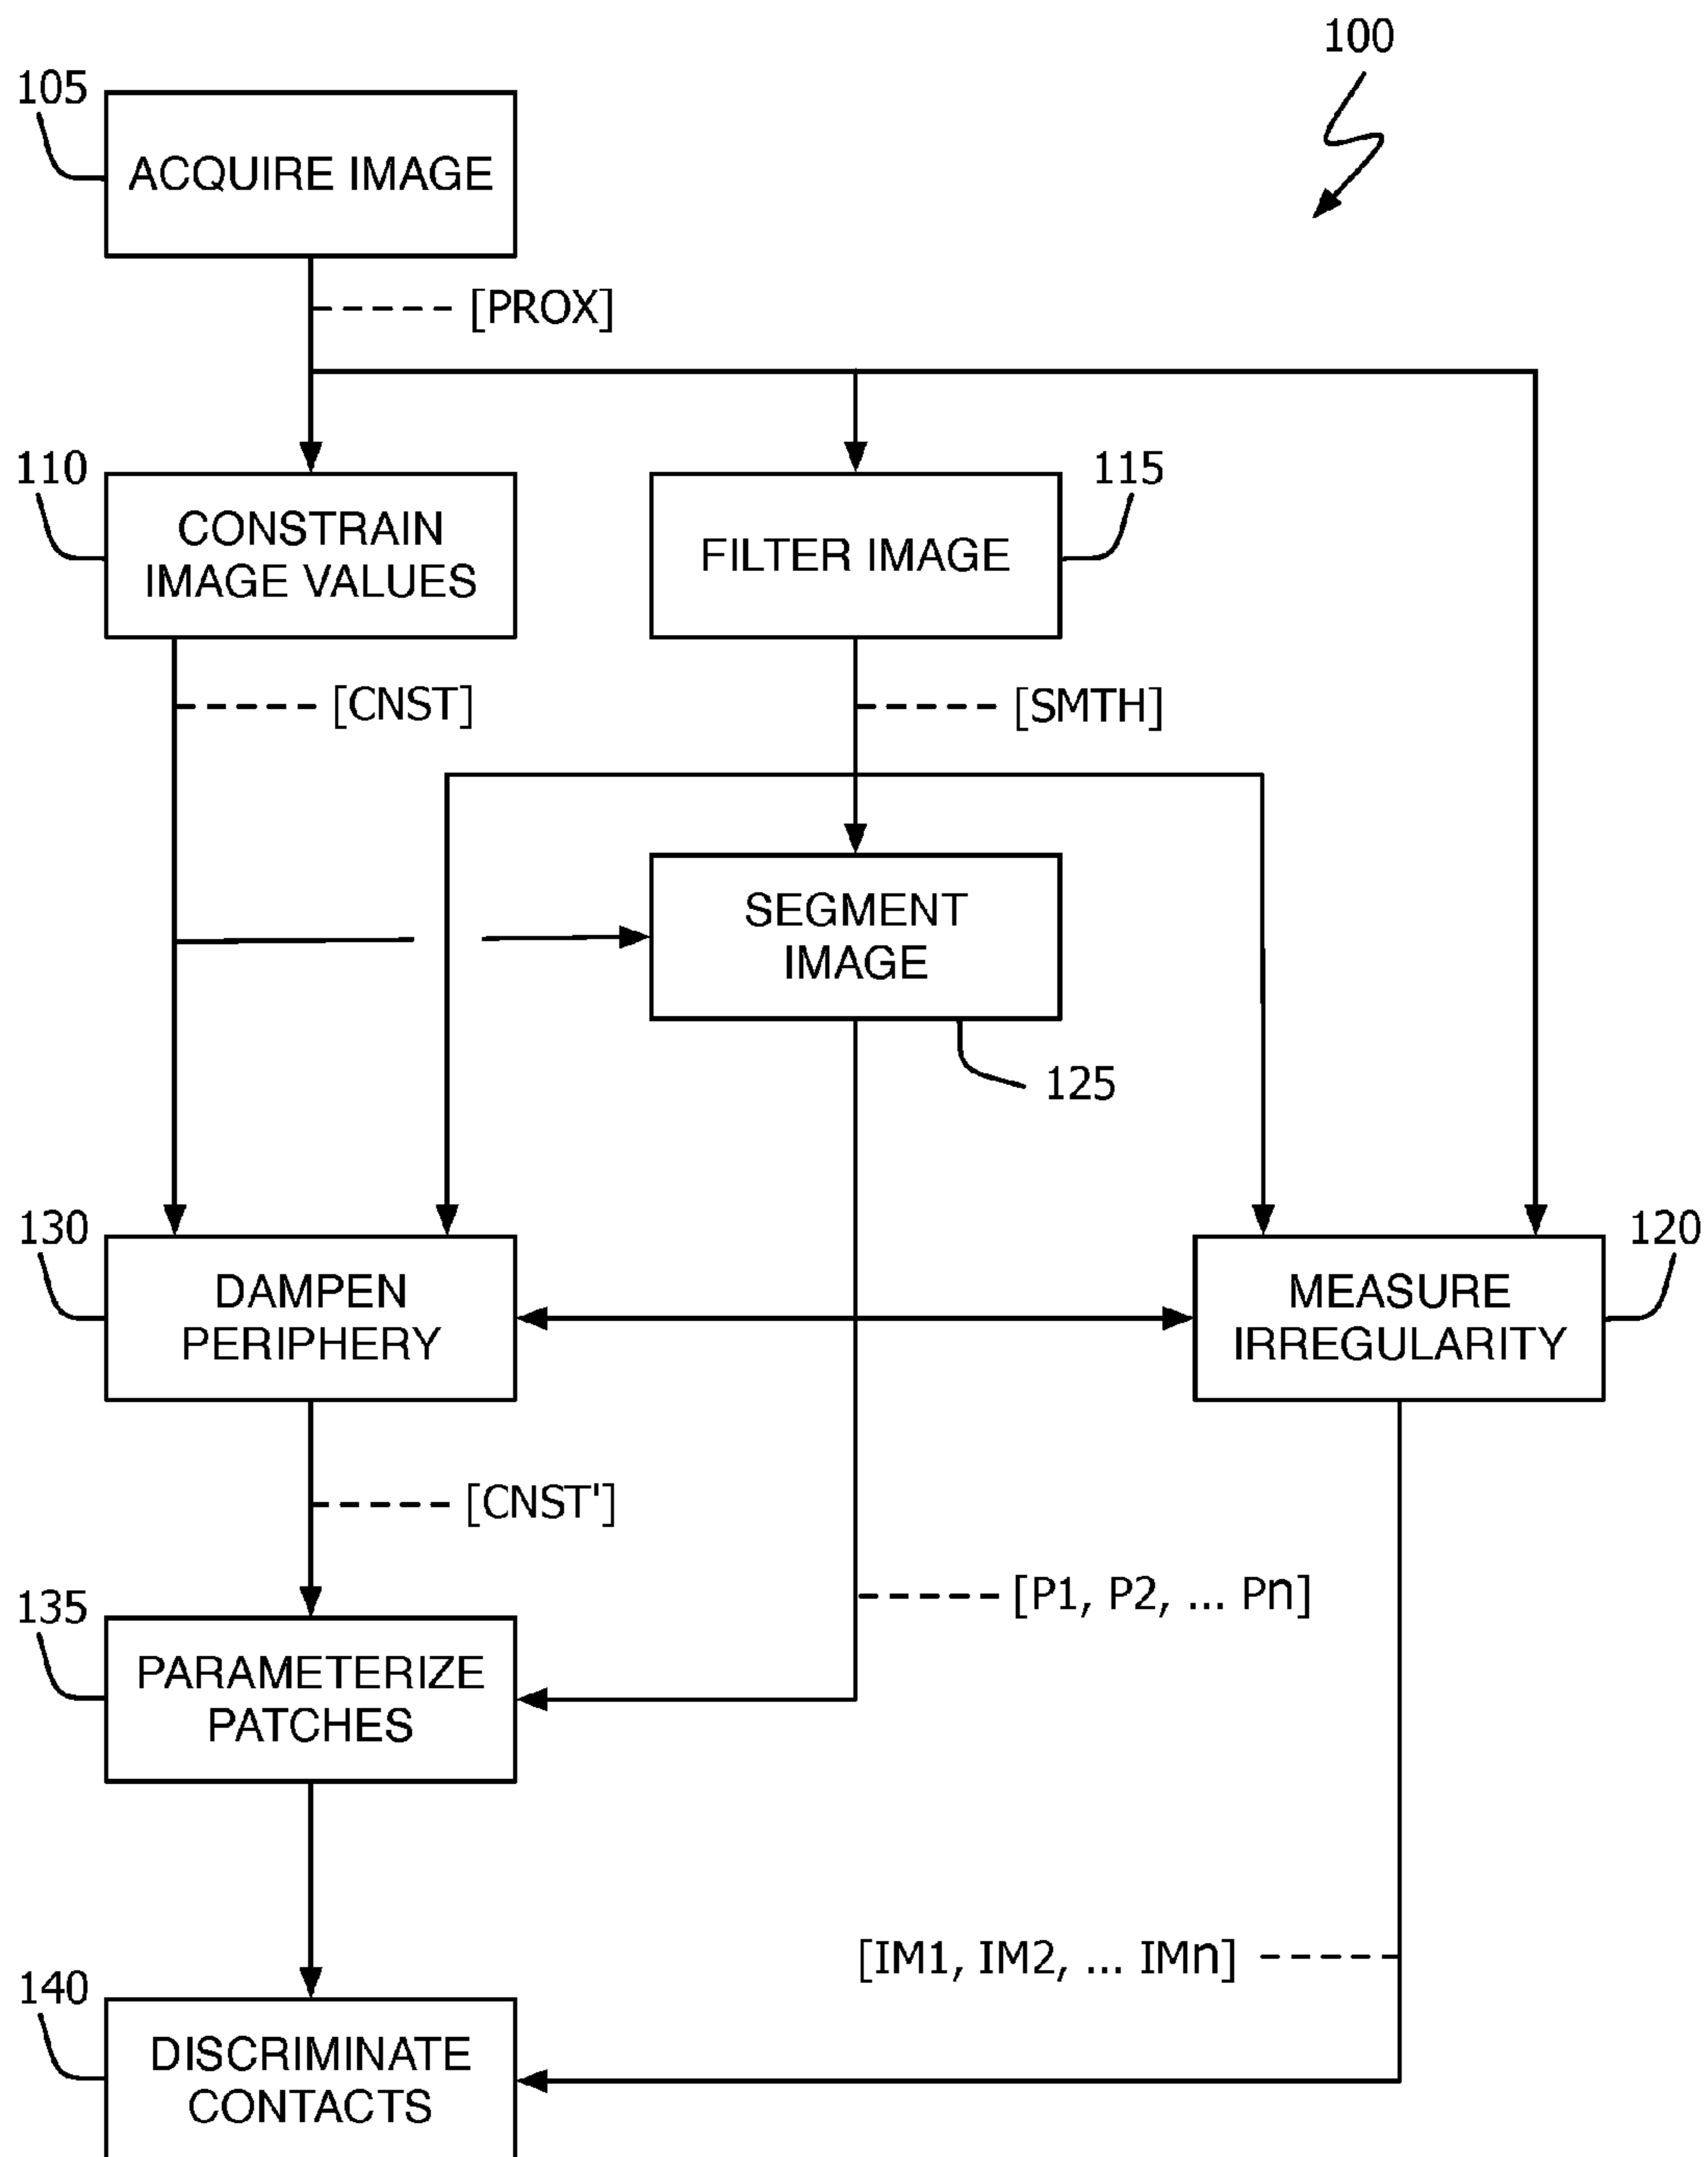 100
105
ACQUIRE IMAGE
[PROX]
110
CONSTRAIN
IMAGE VALUES
115
FILTER IMAGE
[CNST]
[SMTH]
SEGMENT
IMAGE
125
130
DAMPEN
PERIPHERY
120
MEASURE
IRREGULARITY
[CNST']
[P1, P2, ... Pn]
135
PARAMETERIZE
PATCHES
[IM1, IM2, ... IMn]
140
DISCRIMINATE
CONTACTS